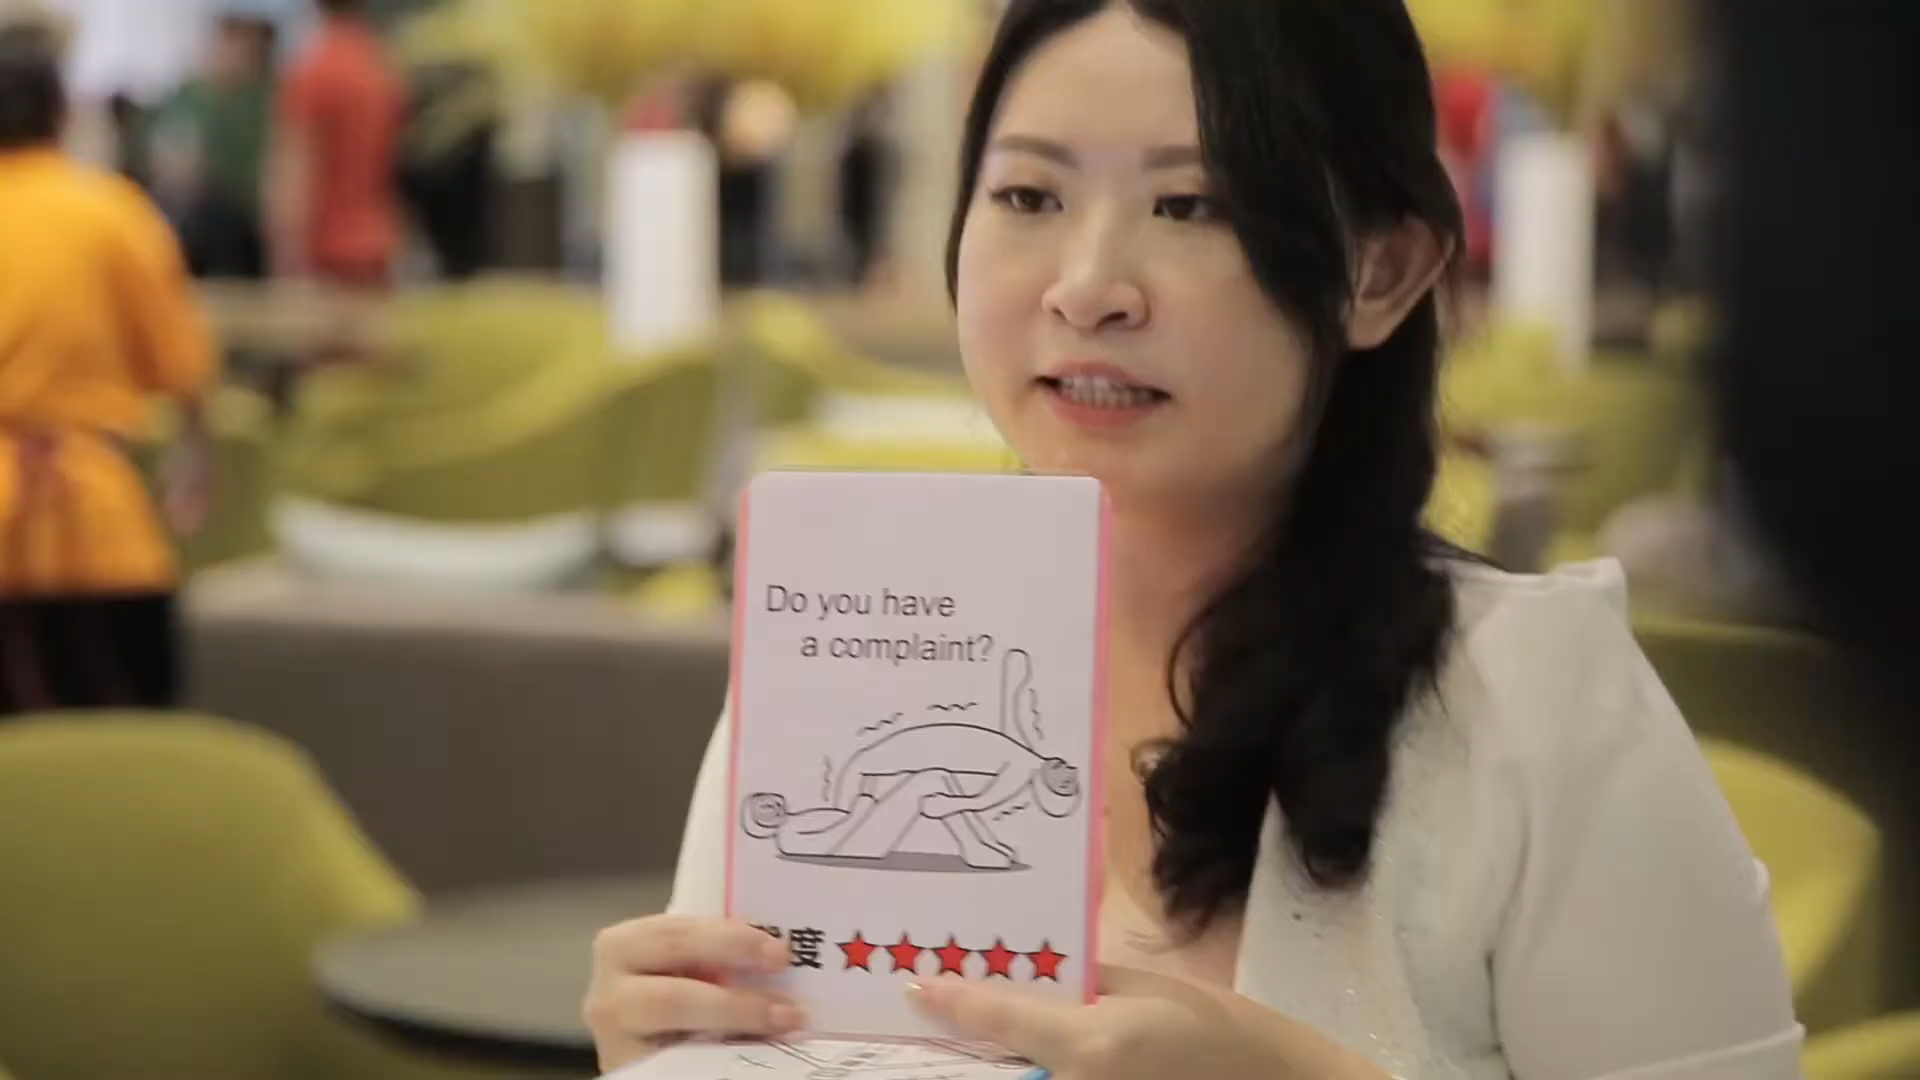 Do you have
a complaint?
度 ★★★★★